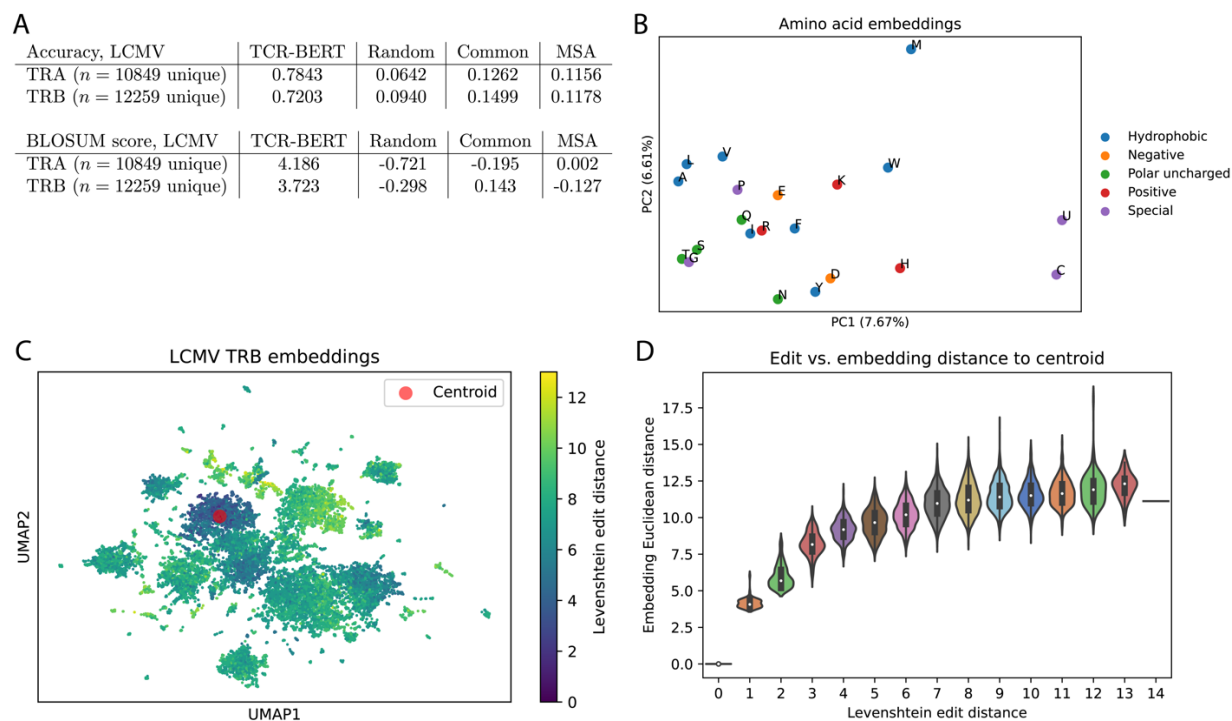 A
Accuracy, LCMV TCR-BERT Random Common MSA
TRA (n = 10849 unique) 0.7843 0.0642 0.1262 0.1156
TRB (n = 12259 unique) 0.7203 0.0940 0.1499 0.1178
BLOSUM score, LCMV TCR-BERT Random Common MSA
TRA (n = 10849 unique) 4.186 -0.721 -0.195 0.002
TRB (n = 12259 unique) 3.723 -0.298 0.143 -0.127
B
Amino acid embeddings
M
V
L
W
A
P
K
E
Q
U
I
R
F
S
T
G
H
C
D
Y
N
PC2 (6.61%)
PC1 (7.67%)
Hydrophobic
Negative
Polar uncharged
Positive
Special
C
LCMV TRB embeddings
Centroid
UMAP2
UMAP1
12
10
8
6
4
2
0
Levenshtein edit distance
D
Edit vs. embedding distance to centroid
Embedding Euclidean distance
17.5
15.0
12.5
10.0
7.5
5.0
2.5
0.0
0 1 2 3 4 5 6 7 8 9 10 11 12 13 14
Levenshtein edit distance